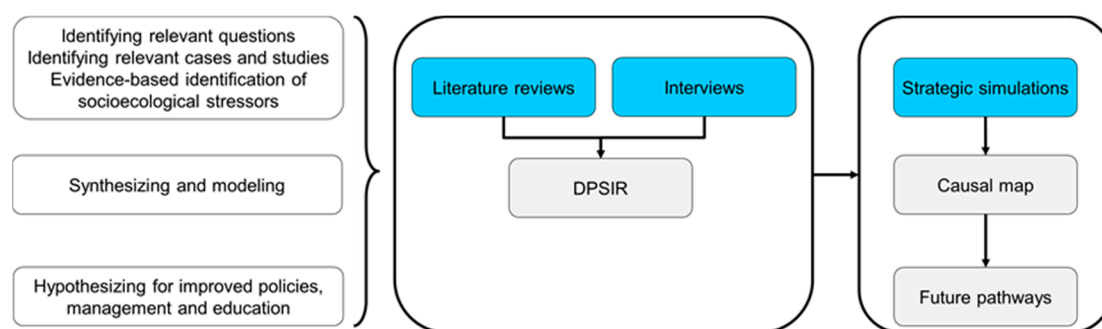 Identifying relevant questions
Identifying relevant cases and studies
Evidence-based identification of
socioecological stressors
Synthesizing and modeling
Hypothesizing for improved policies,
management and education
Literature reviews
Interviews
DPSIR
Strategic simulations
Causal map
Future pathways